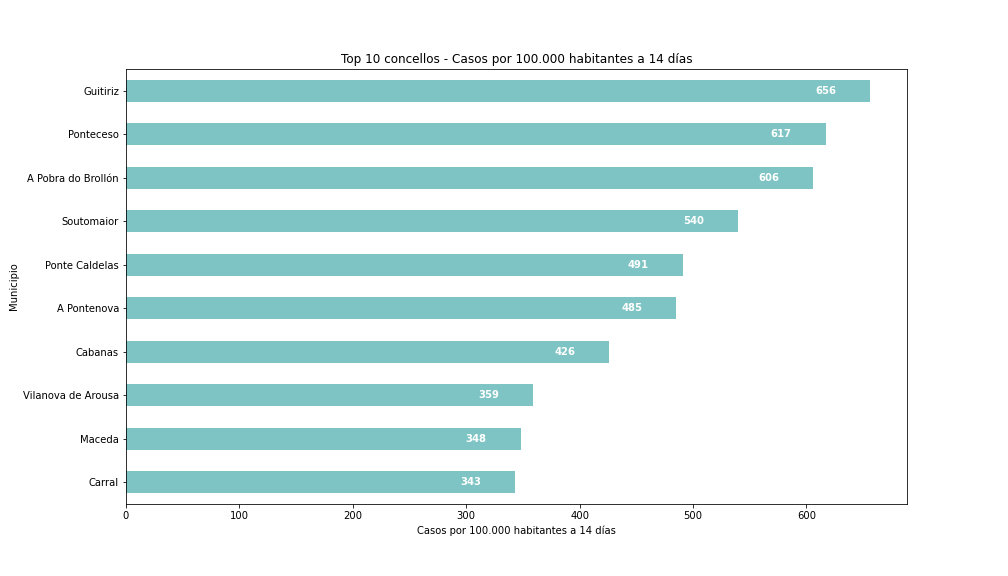 Top 10 concellos - Casos por 100.000 habitantes a 14 días
Municipio
Guitiriz 656
Ponteceso 617
A Pobra do Brollón 606
Soutomaior 540
Ponte Caldelas 491
A Pontenova 485
Cabanas 426
Vilanova de Arousa 359
Maceda 348
Carral 343
0 100 200 300 400 500 600
Casos por 100.000 habitantes a 14 días